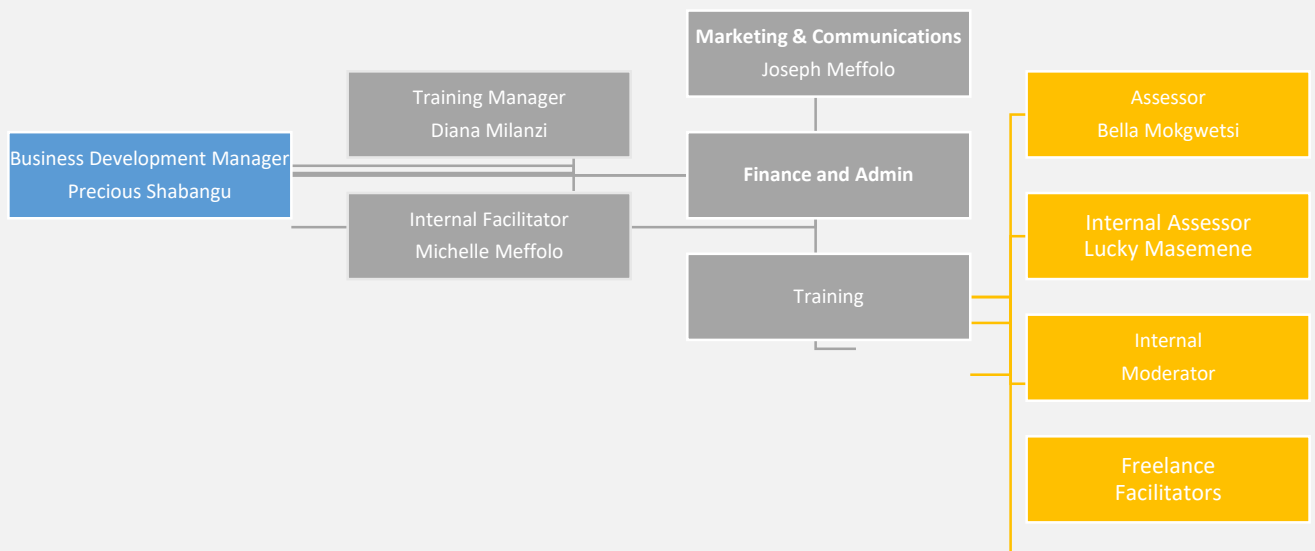 Marketing & Communications
Joseph Meffolo
Training Manager
Diana Milanzi
Assessor
Bella Mokgwetsi
Business Development Manager
Precious Shabangu
Finance and Admin
Internal Facilitator
Michelle Meffolo
Internal Assessor
Lucky Masemene
Training
Internal
Moderator
Freelance
Facilitators